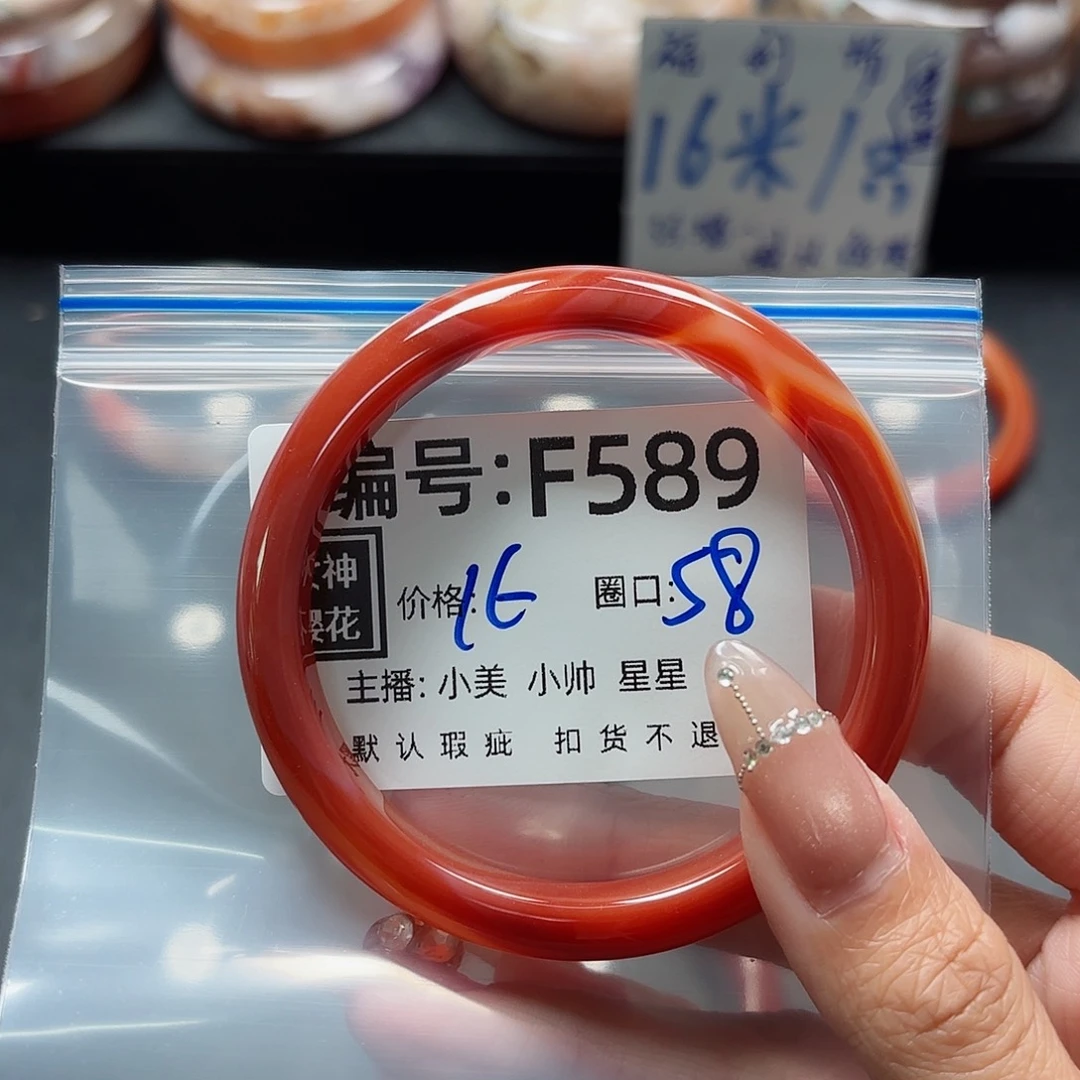 16米/条
编号:F589
女神
樱花
价格:16 圈口:58
主播: 小美 小帅 星星
默认瑕疵 扣货不退